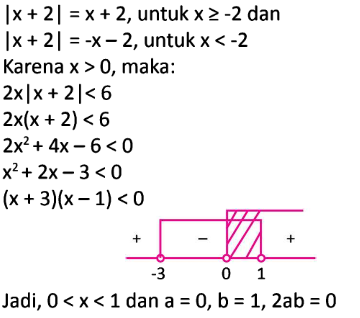 |x + 2| = x + 2, untuk x ≥ -2 dan
|x + 2| = -x – 2, untuk x < -2
Karena x > 0, maka:
2x|x + 2|< 6
2x(x + 2) < 6
2x² + 4x – 6 < 0
x² + 2x – 3 < 0
(x + 3)(x – 1) < 0
+ – +
-3 0 1
Jadi, 0 < x < 1 dan a = 0, b = 1, 2ab = 0